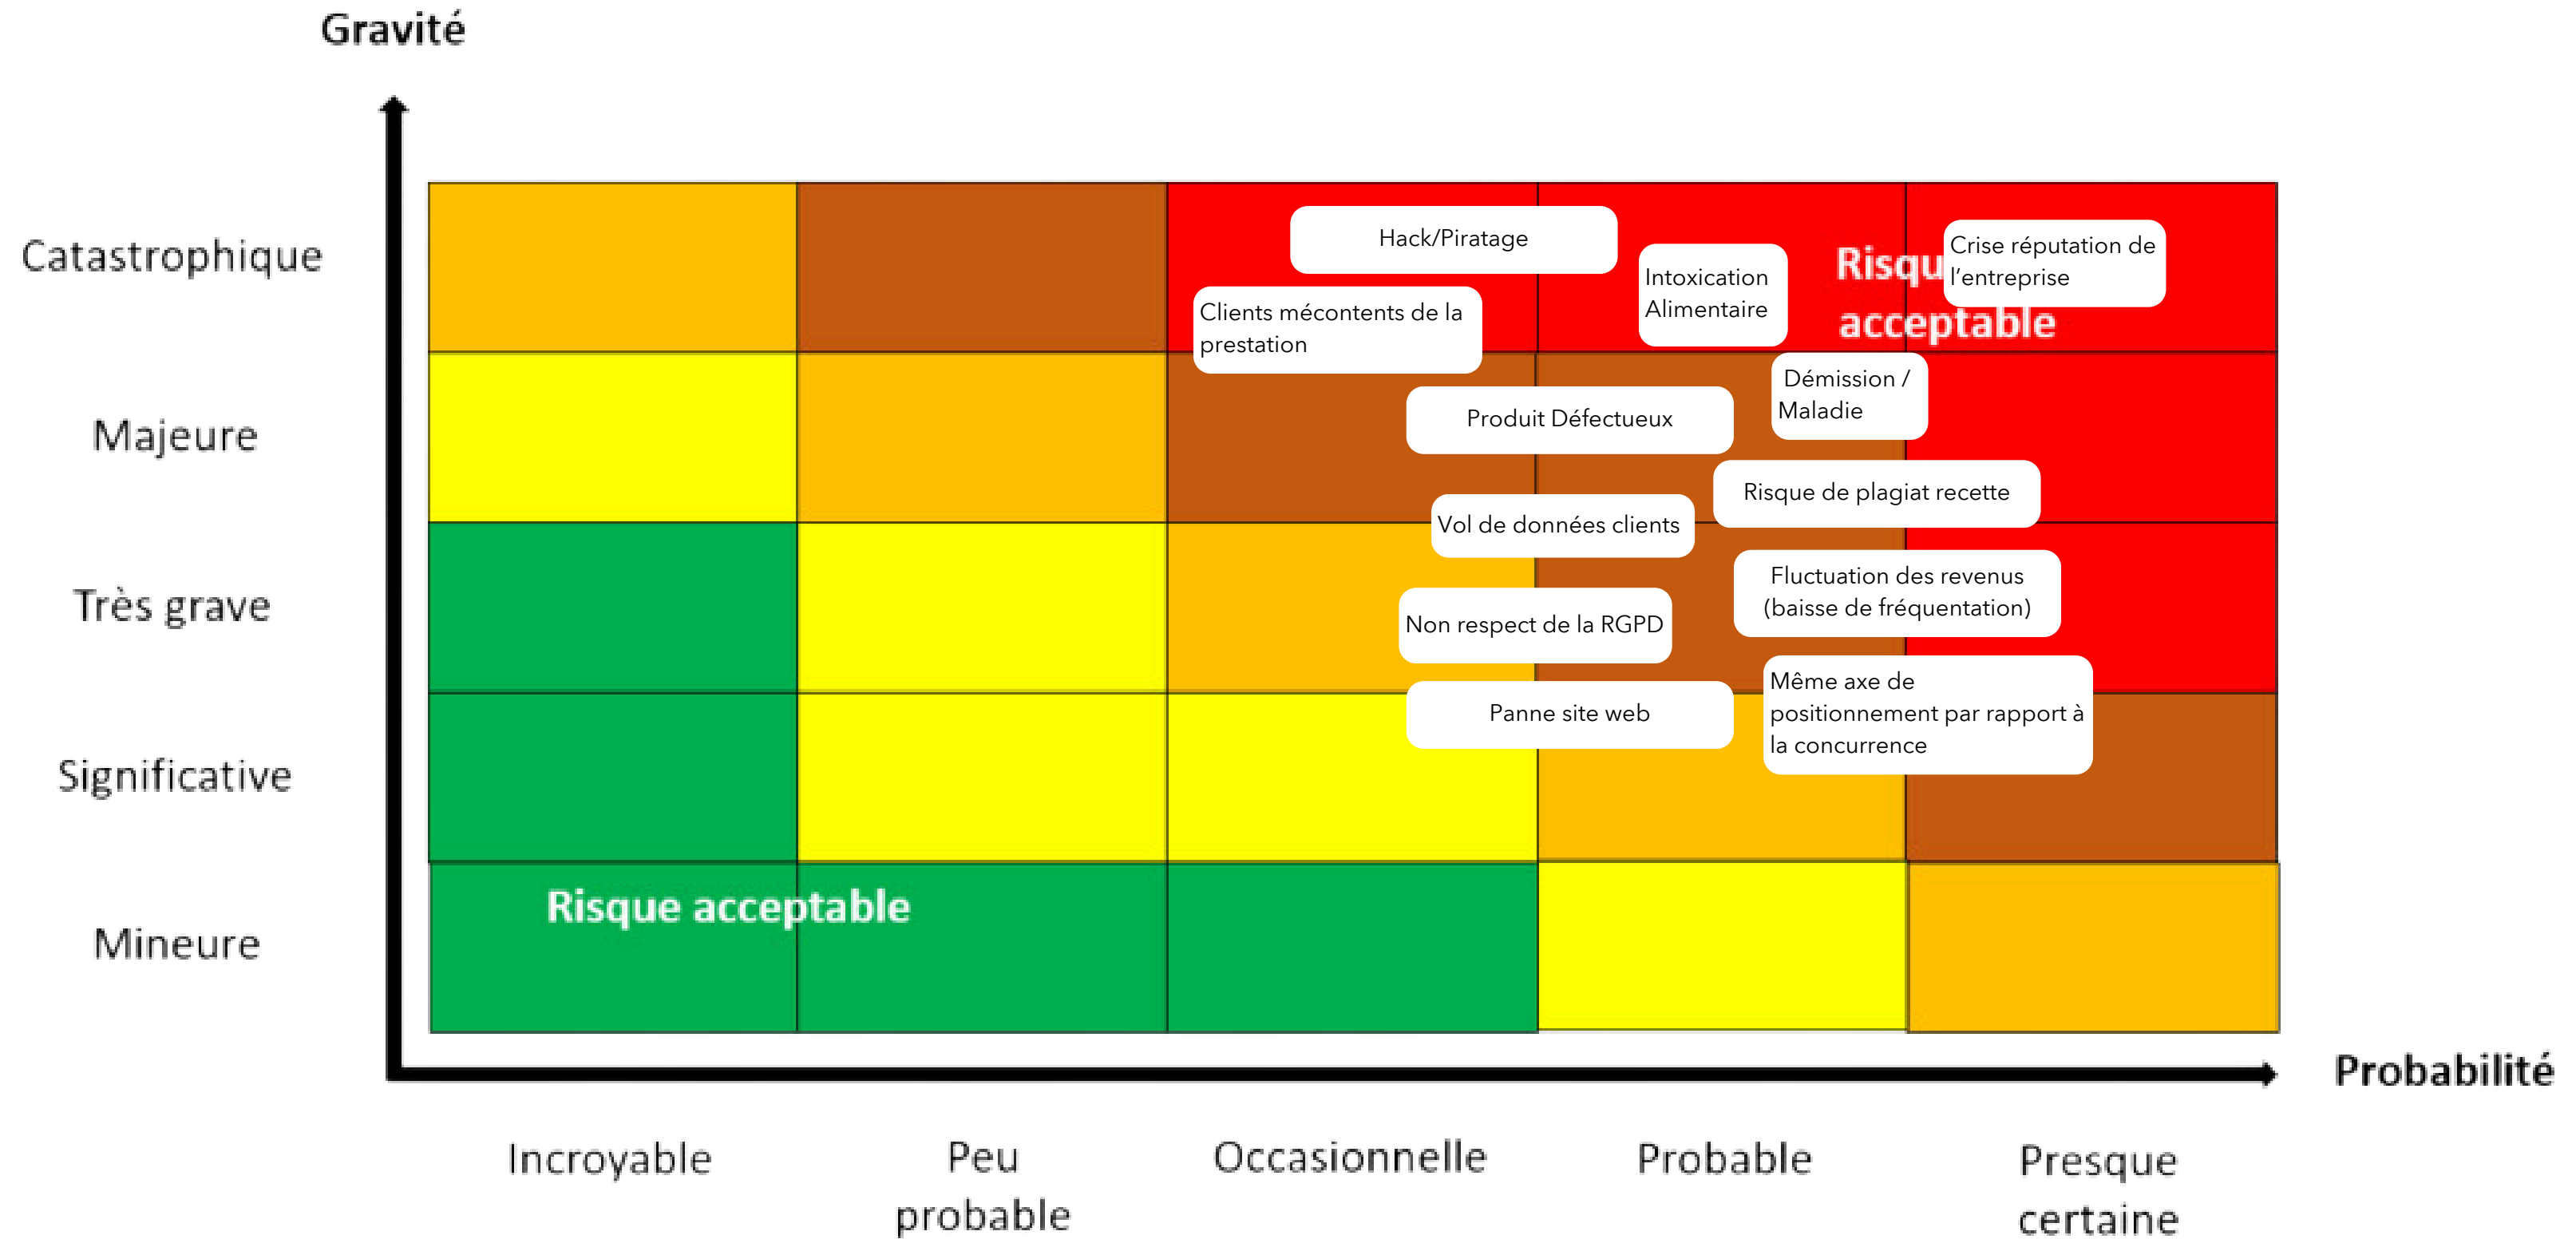 Gravité
Catastrophique
Hack/Piratage
Intoxication
Alimentaire
Risqu
acceptable
Crise réputation de
l'entreprise
Clients mécontents de la
prestation
Majeure
Démission /
Maladie
Produit Défectueux
Risque de plagiat recette
Vol de données clients
Très grave
Fluctuation des revenus
(baisse de fréquentation)
Non respect de la RGPD
Significative
Panne site web
Même axe de
positionnement par rapport à
la concurrence
Mineure
Risque acceptable
Probabilité
Incroyable
Peu
probable
Occasionnelle
Probable
Presque
certaine